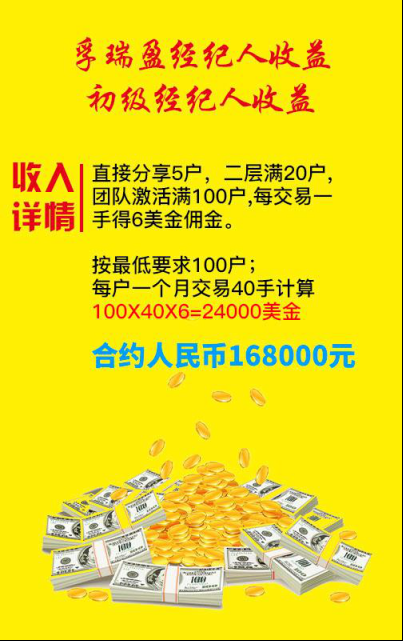 孚瑞盈经纪人收益
初级经纪人收益
收入
详情
直接分享5户，二层满20户,
团队激活满100户,每交易一
手得6美金佣金。
按最低要求100户；
每户一个月交易40手计算
100X40X6=24000美金
合约人民币168000元
100
100
100